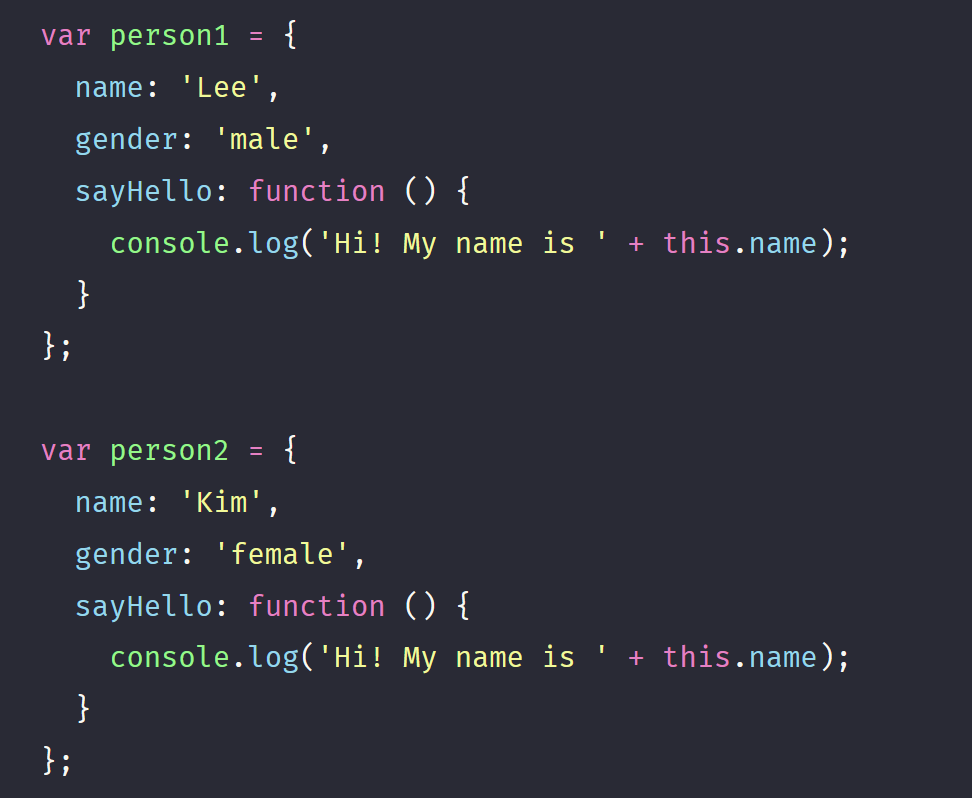 var person1 = {
  name: 'Lee',
  gender: 'male',
  sayHello: function () {
    console.log('Hi! My name is ' + this.name);
  }
};

var person2 = {
  name: 'Kim',
  gender: 'female',
  sayHello: function () {
    console.log('Hi! My name is ' + this.name);
  }
};